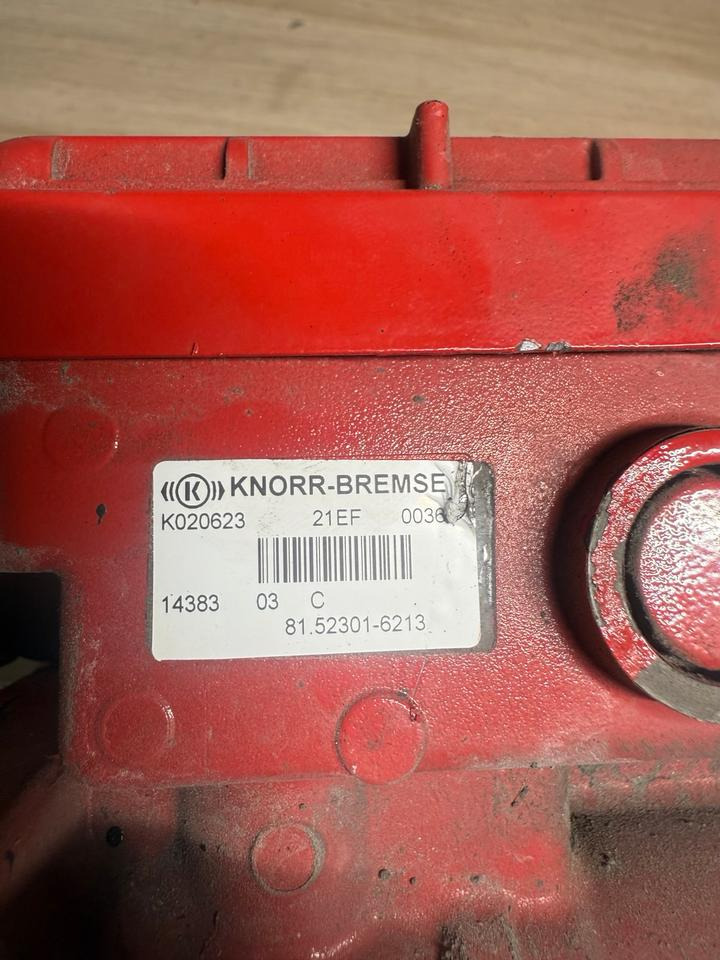 ((K)) KNORR-BREMSE
K020623 21EF 0036
14383 03 C
81.52301-6213